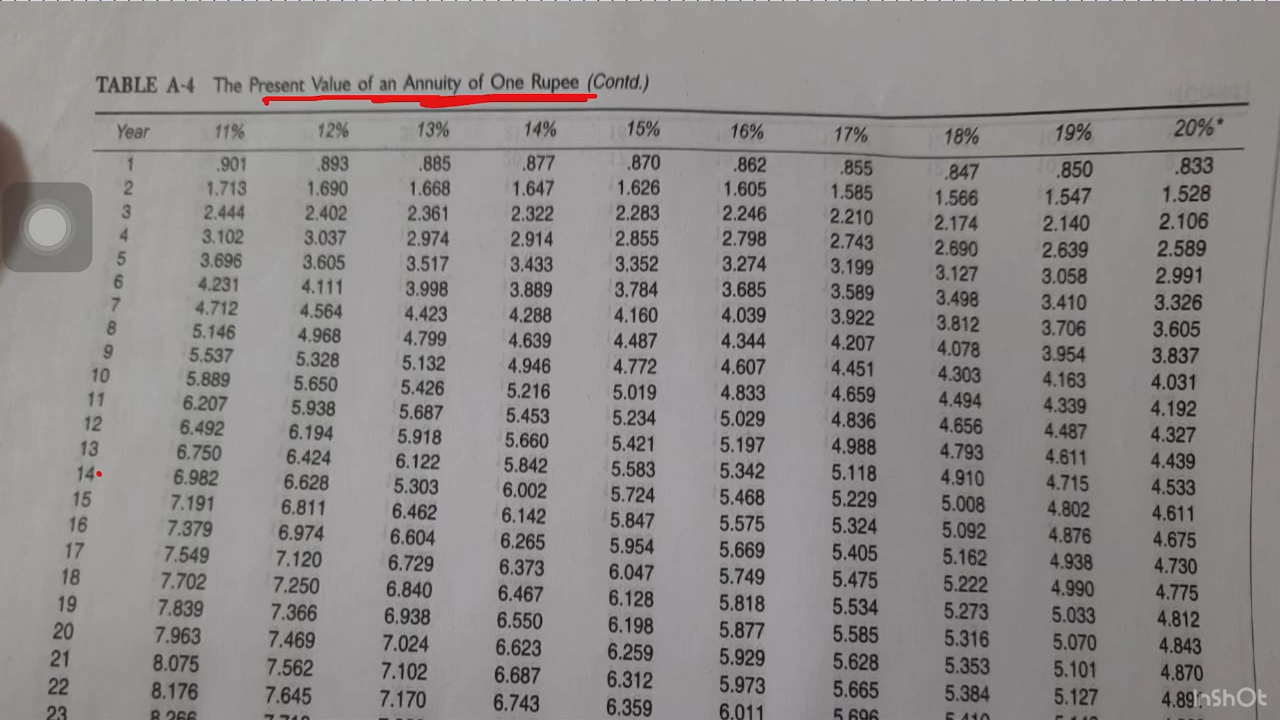 TABLE A-4 The Present Value of an Annuity of One Rupee (Contd.)
Year 11% 12% 13% 14% 15% 16% 17% 18% 19% 20%*
1 .901 .893 .885 .877 .870 .862 .855 .847 .850 .833
2 1.713 1.690 1.668 1.647 1.626 1.605 1.585 1.566 1.547 1.528
3 2.444 2.402 2.361 2.322 2.283 2.246 2.210 2.174 2.140 2.106
4 3.102 3.037 2.974 2.914 2.855 2.798 2.743 2.690 2.639 2.589
5 3.696 3.605 3.517 3.433 3.352 3.274 3.199 3.127 3.058 2.991
6 4.231 4.111 3.998 3.889 3.784 3.685 3.589 3.498 3.410 3.326
7 4.712 4.564 4.423 4.288 4.160 4.039 3.922 3.812 3.706 3.605
8 5.146 4.968 4.799 4.639 4.487 4.344 4.207 4.078 3.954 3.837
9 5.537 5.328 5.132 4.946 4.772 4.607 4.451 4.303 4.163 4.031
10 5.889 5.650 5.426 5.216 5.019 4.833 4.659 4.494 4.339 4.192
11 6.207 5.938 5.687 5.453 5.234 5.029 4.836 4.656 4.487 4.327
12 6.492 6.194 5.918 5.660 5.421 5.197 4.988 4.793 4.611 4.439
13 6.750 6.424 6.122 5.842 5.583 5.342 5.118 4.910 4.715 4.533
14 6.982 6.628 5.303 6.002 5.724 5.468 5.229 5.008 4.802 4.611
15 7.191 6.811 6.462 6.142 5.847 5.575 5.324 5.092 4.876 4.675
16 7.379 6.974 6.604 6.265 5.954 5.669 5.405 5.162 4.938 4.730
17 7.549 7.120 6.729 6.373 6.047 5.749 5.475 5.222 4.990 4.775
18 7.702 7.250 6.840 6.467 6.128 5.818 5.534 5.273 5.033 4.812
19 7.839 7.366 6.938 6.550 6.198 5.877 5.585 5.316 5.070 4.843
20 7.963 7.469 7.024 6.623 6.259 5.929 5.628 5.353 5.101 4.870
21 8.075 7.562 7.102 6.687 6.312 5.973 5.665 5.384 5.127
22 8.176 7.645 7.170 6.743 6.359 6.011 5.696
23 8.266
InShOt